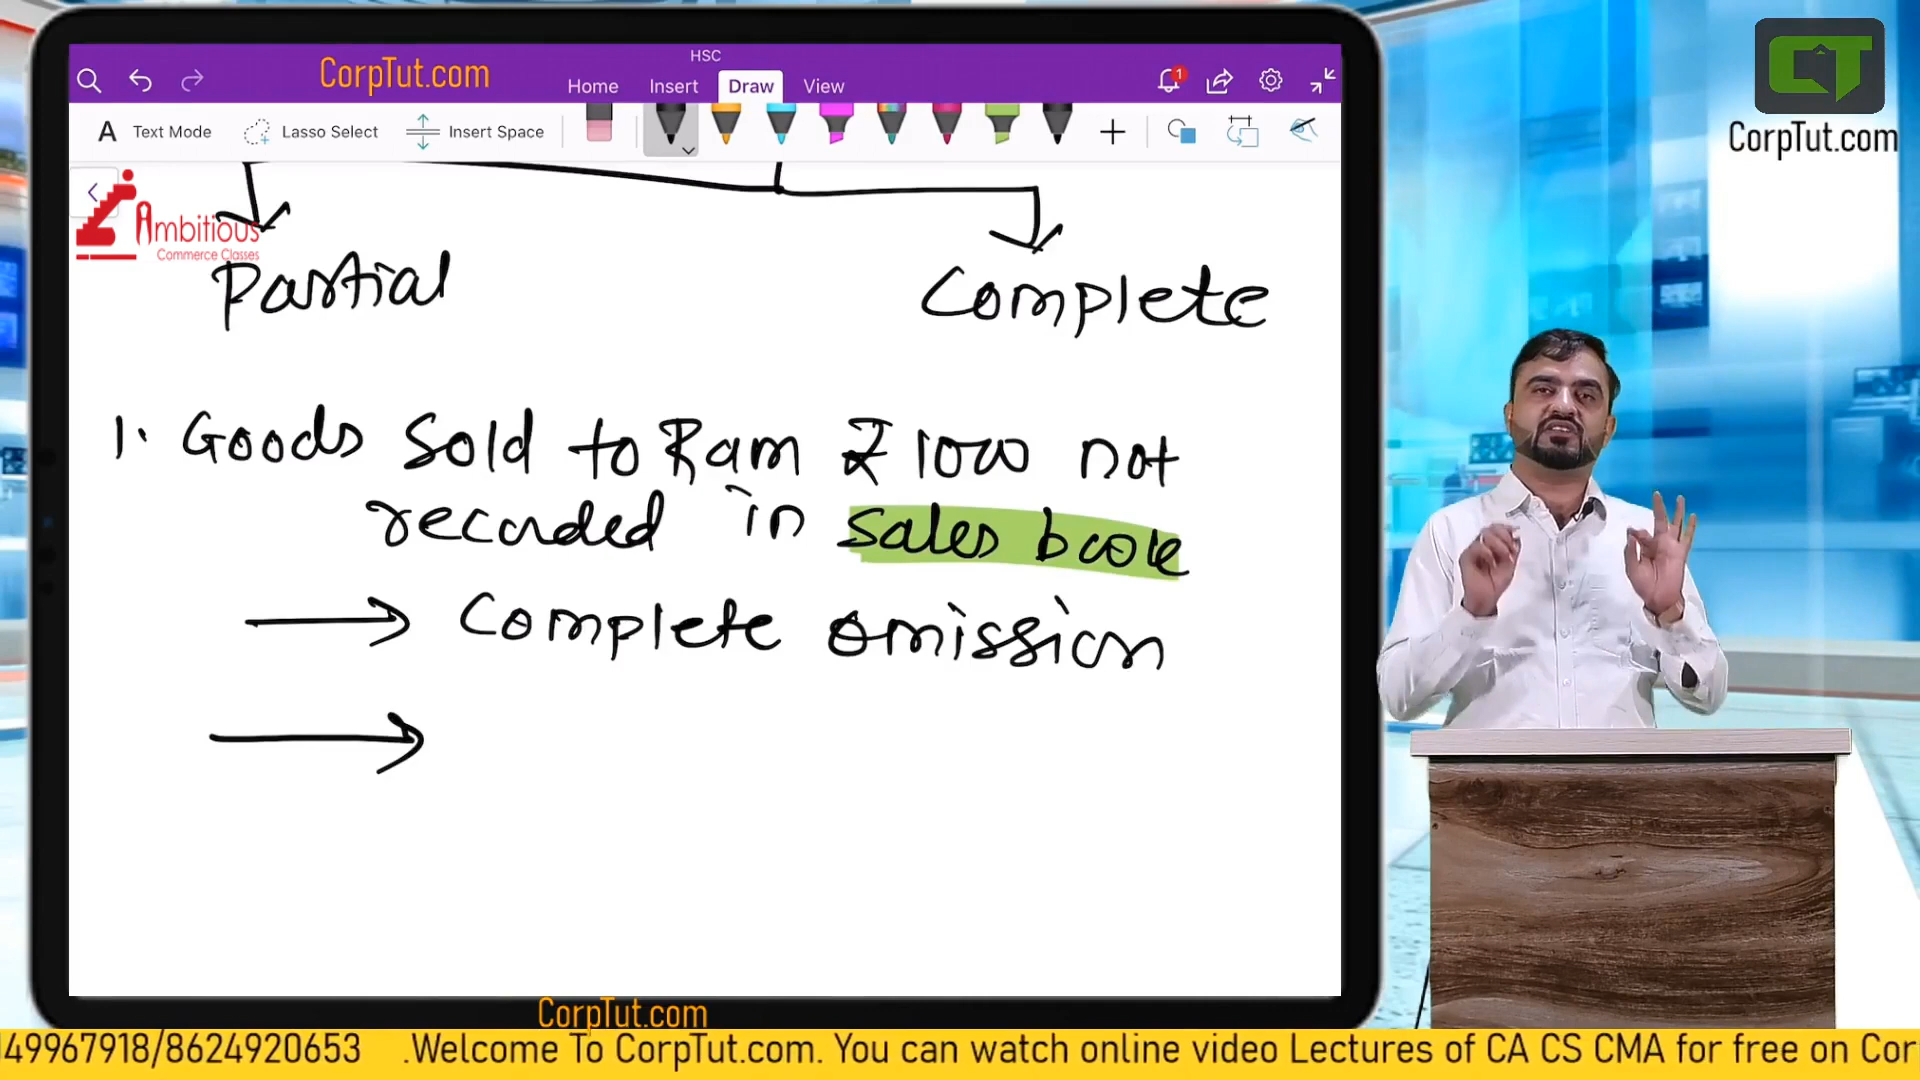 HSC
CorpTut.com
Home Insert Draw View
1
A Text Mode Lasso Select Insert Space
CorpTut.com
Ambitious
Commerce Classes
Partial
Complete
1. Goods Sold to Ram ₹ 1000 not
recorded in sales book
Complete omission
CorpTut.com
149967918/8624920653 .Welcome To CorpTut.com. You can watch online video Lectures of CA CS CMA for free on Cor